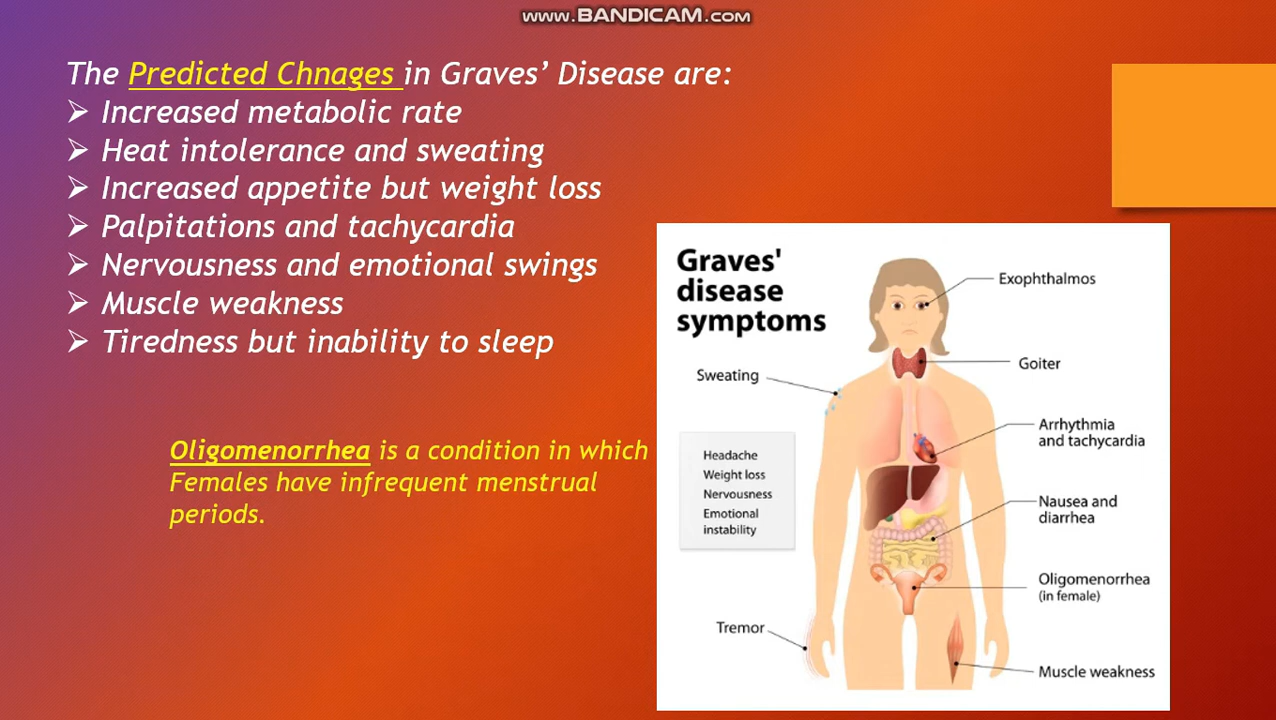 www.BANDICAM.com
The Predicted Chnages in Graves’ Disease are:
➢ Increased metabolic rate
➢ Heat intolerance and sweating
➢ Increased appetite but weight loss
➢ Palpitations and tachycardia
➢ Nervousness and emotional swings
➢ Muscle weakness
➢ Tiredness but inability to sleep
Oligomenorrhea is a condition in which
Females have infrequent menstrual
periods.
Graves'
disease
symptoms
Exophthalmos
Goiter
Sweating
Arrhythmia
and tachycardia
Headache
Weight loss
Nervousness
Emotional
instability
Nausea and
diarrhea
Oligomenorrhea
(in female)
Tremor
Muscle weakness